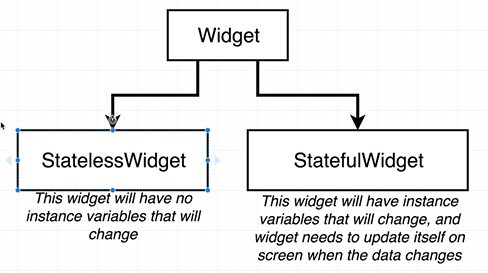 Widget
StatelessWidget
This widget will have no
instance variables that will
change
StatefulWidget
This widget will have instance
variables that will change, and
widget needs to update itself on
screen when the data changes